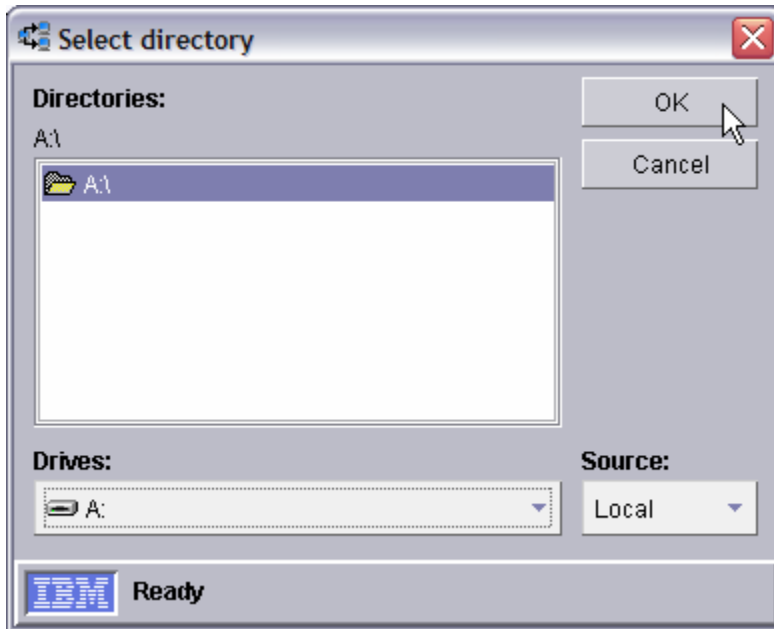 Select directory
Directories:
OK
A:\
Cancel
A:\
Drives:
Source:
A:
Local
IBM
Ready